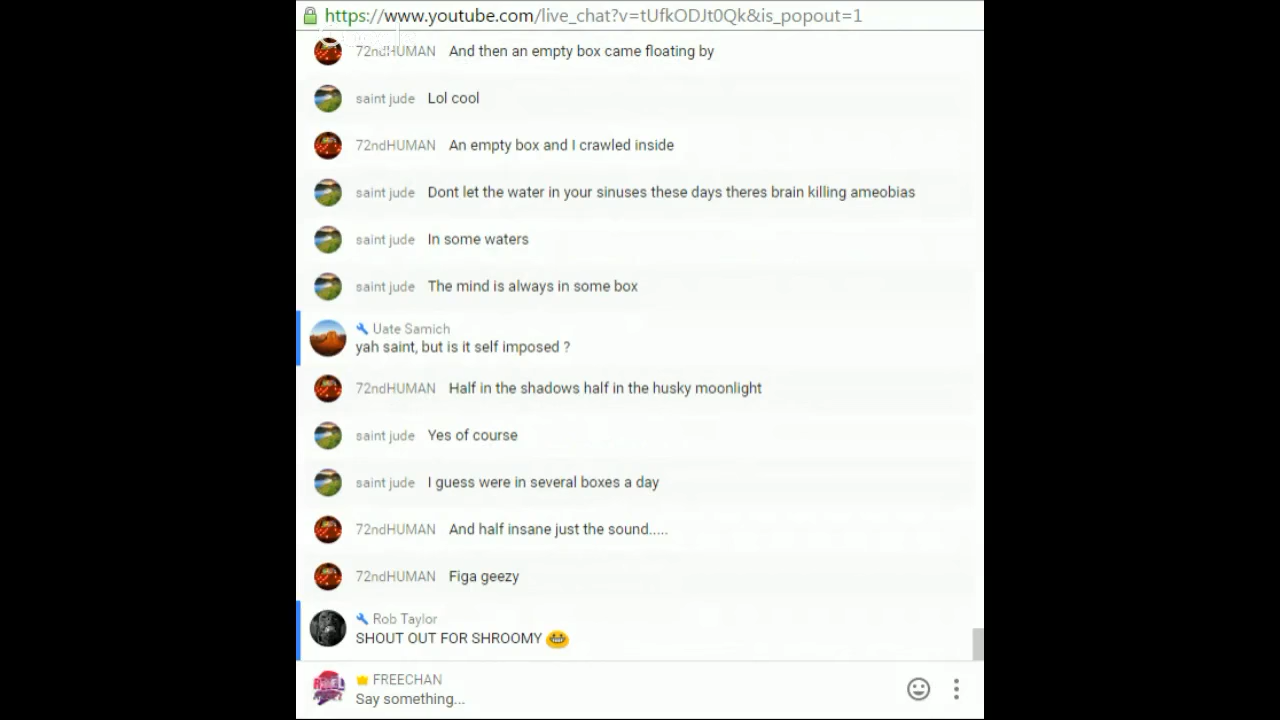 https://www.youtube.com/live_chat?v=tUfkODJt0Qk&is_popout=1
72ndHUMAN And then an empty box came floating by
saint jude Lol cool
72ndHUMAN An empty box and I crawled inside
saint jude Dont let the water in your sinuses these days theres brain killing ameobias
saint jude In some waters
saint jude The mind is always in some box
Uate Samich
yah saint, but is it self imposed ?
72ndHUMAN Half in the shadows half in the husky moonlight
saint jude Yes of course
saint jude I guess were in several boxes a day
72ndHUMAN And half insane just the sound.....
72ndHUMAN Figa geezy
Rob Taylor
SHOUT OUT FOR SHROOMY 😂
FREECHAN
Say something...